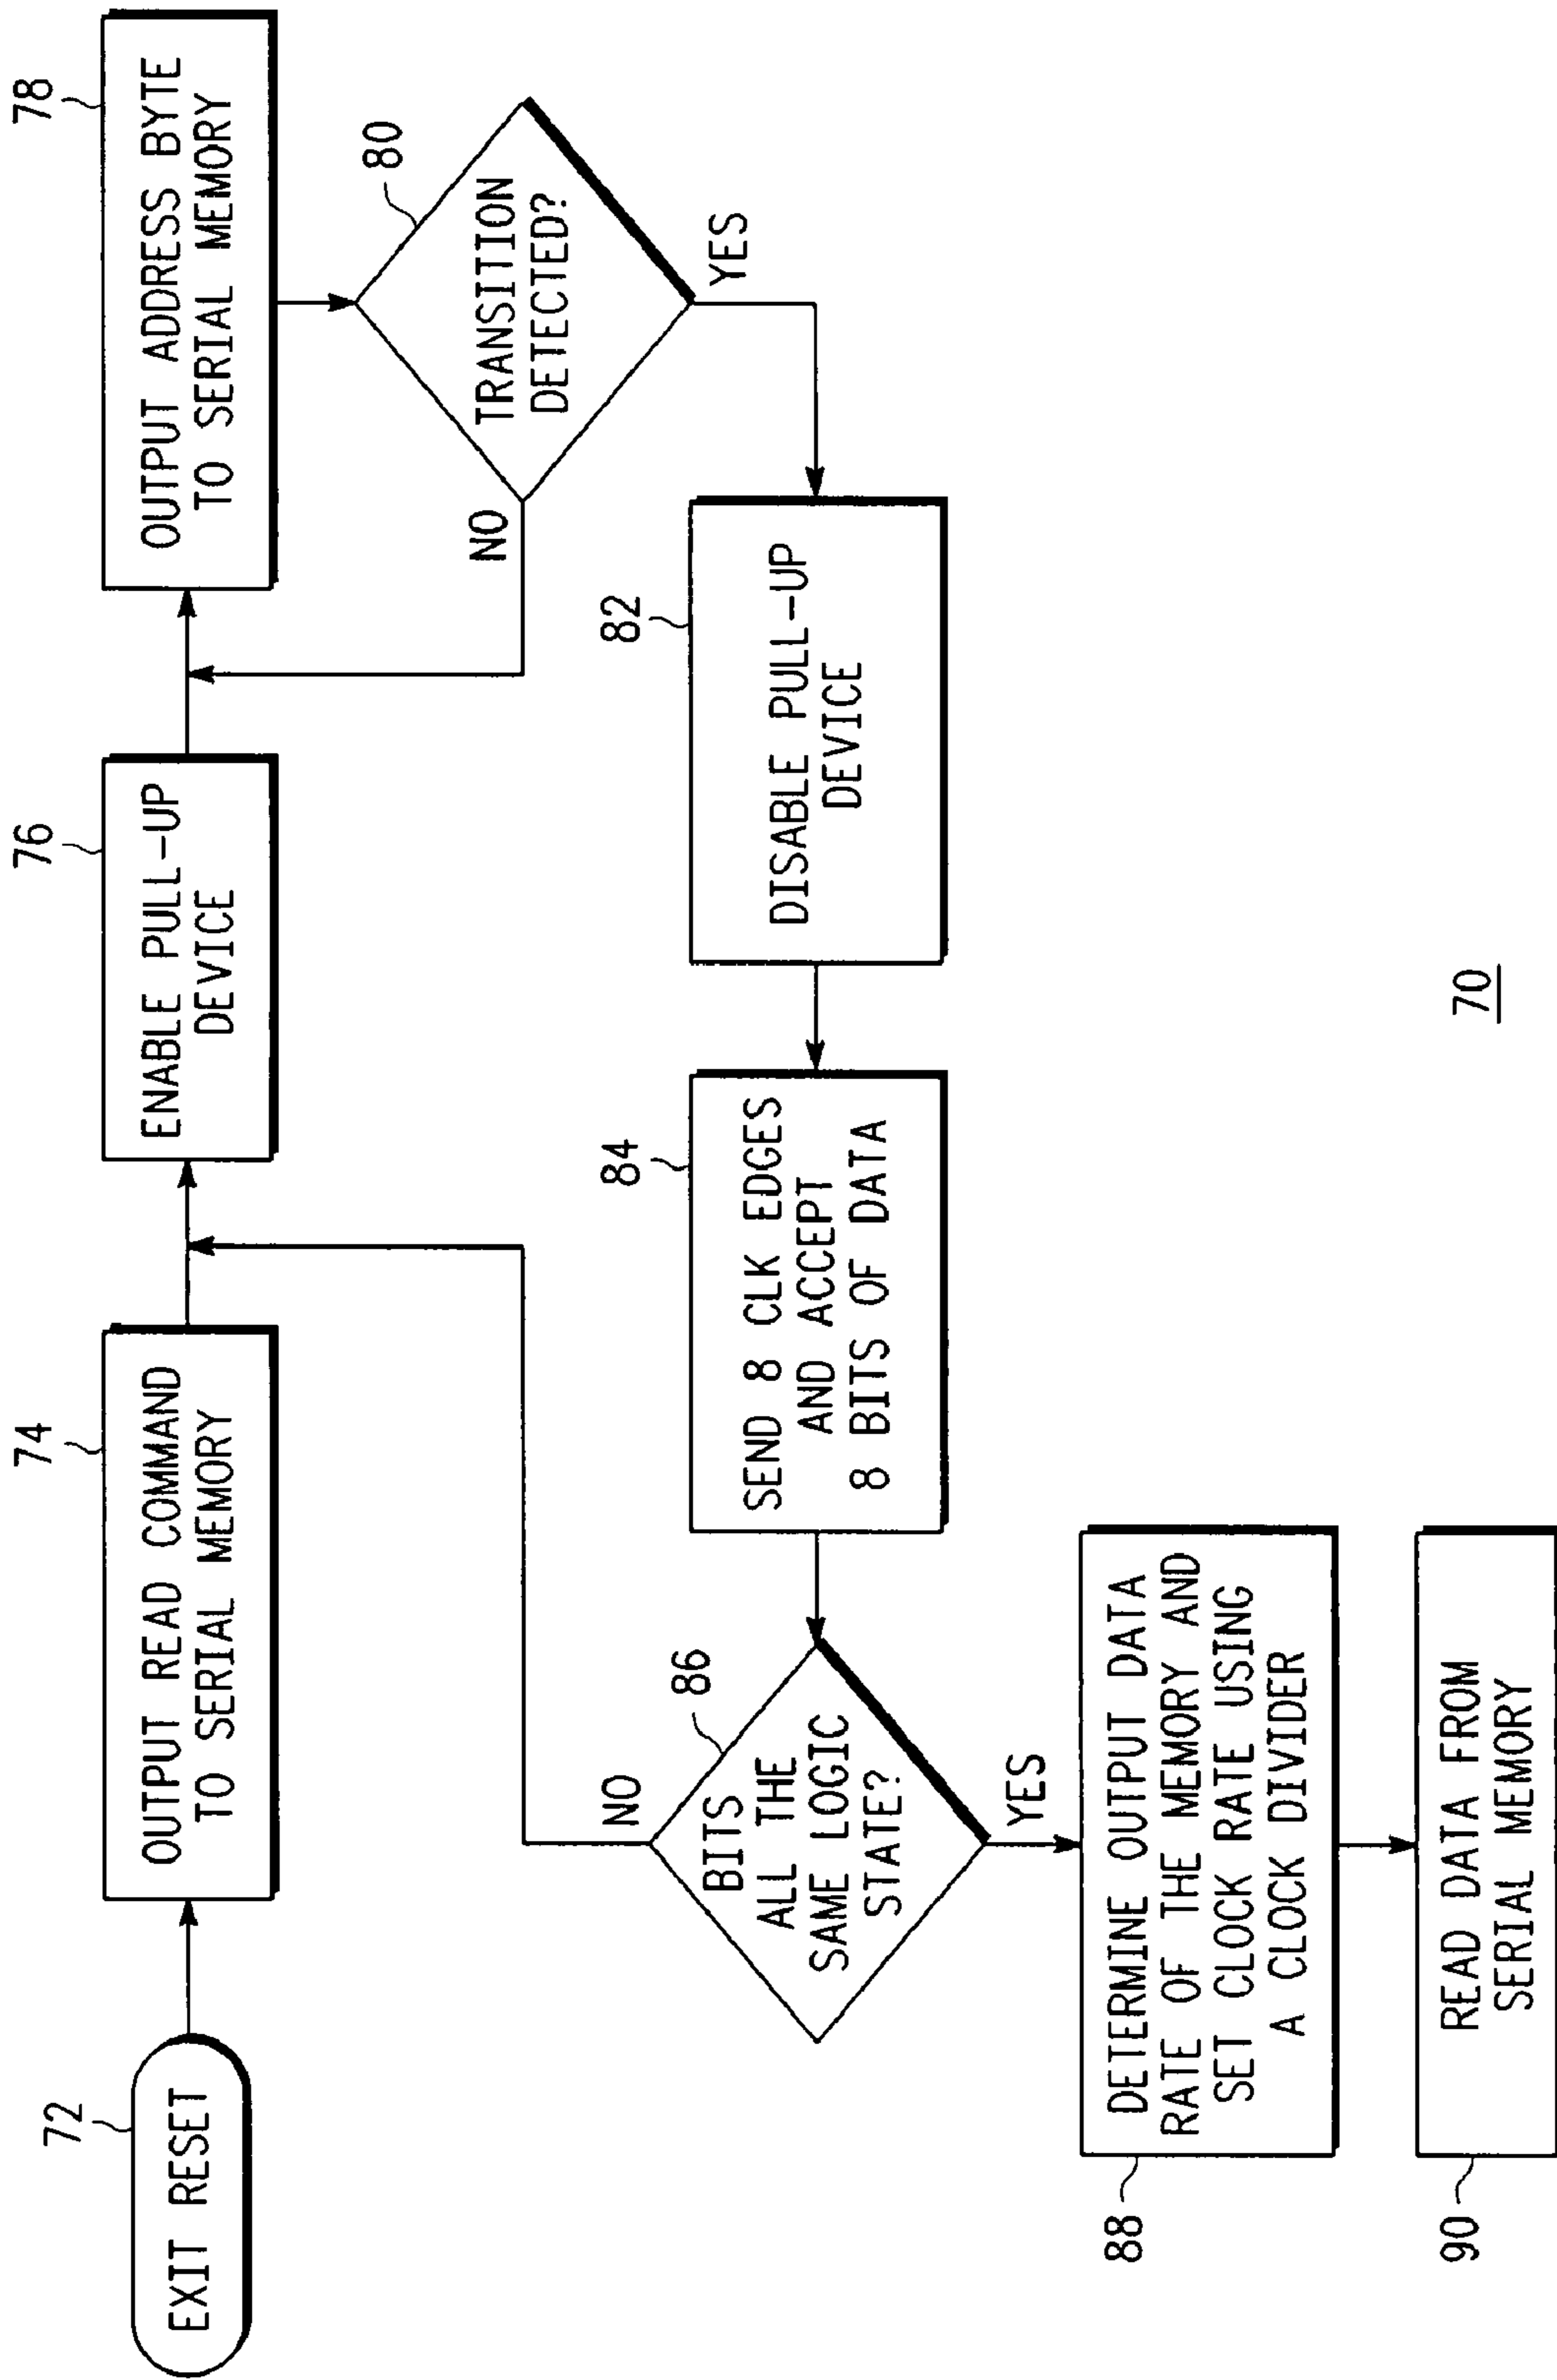 72
EXIT RESET
74
OUTPUT READ COMMAND
TO SERIAL MEMORY
76
ENABLE PULL-UP
DEVICE
78
OUTPUT ADDRESS BYTE
TO SERIAL MEMORY
80
TRANSITION
DETECTED?
NO
YES
82
DISABLE PULL-UP
DEVICE
84
SEND 8 CLK EDGES
AND ACCEPT
8 BITS OF DATA
86
BITS
ALL THE
SAME LOGIC
STATE?
NO
YES
88
DETERMINE OUTPUT DATA
RATE OF THE MEMORY AND
SET CLOCK RATE USING
A CLOCK DIVIDER
90
READ DATA FROM
SERIAL MEMORY
70